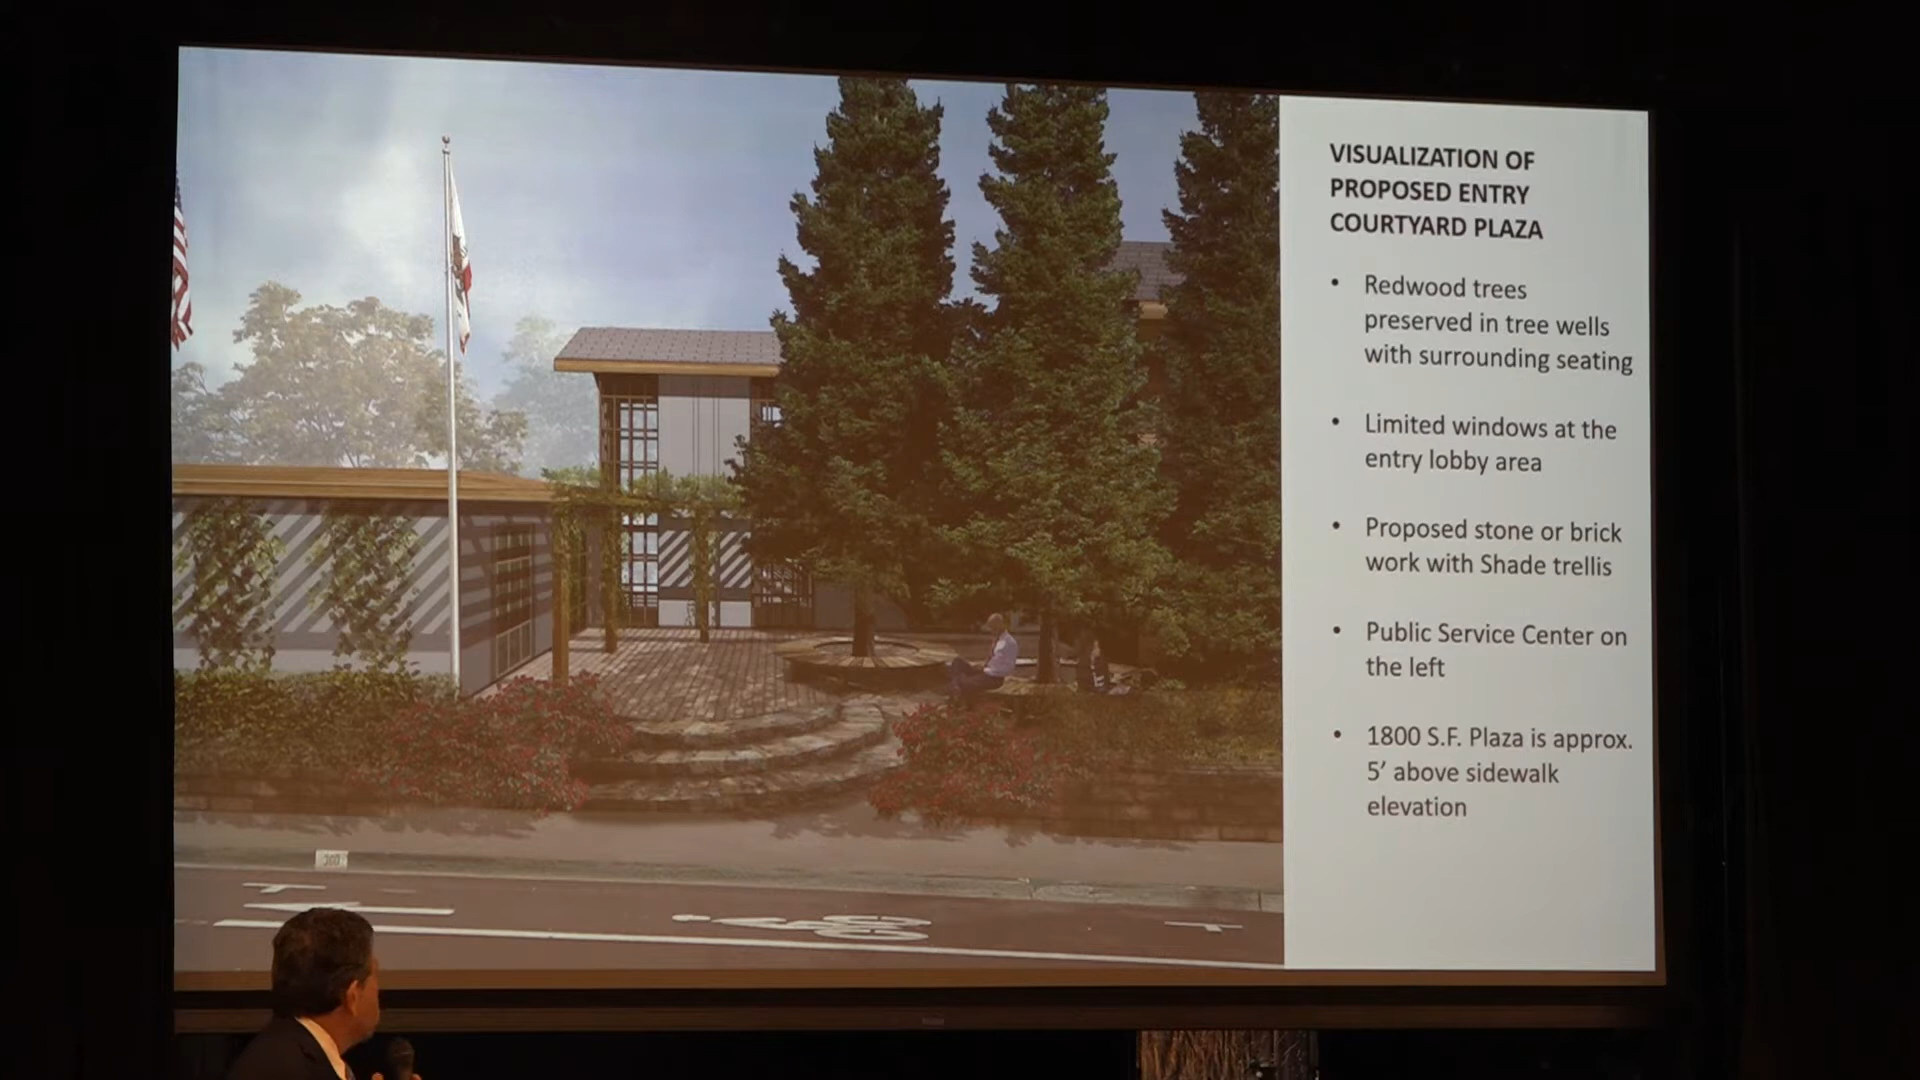 VISUALIZATION OF
PROPOSED ENTRY
COURTYARD PLAZA
• Redwood trees
preserved in tree wells
with surrounding seating
• Limited windows at the
entry lobby area
• Proposed stone or brick
work with Shade trellis
• Public Service Center on
the left
• 1800 S.F. Plaza is approx.
5’ above sidewalk
elevation